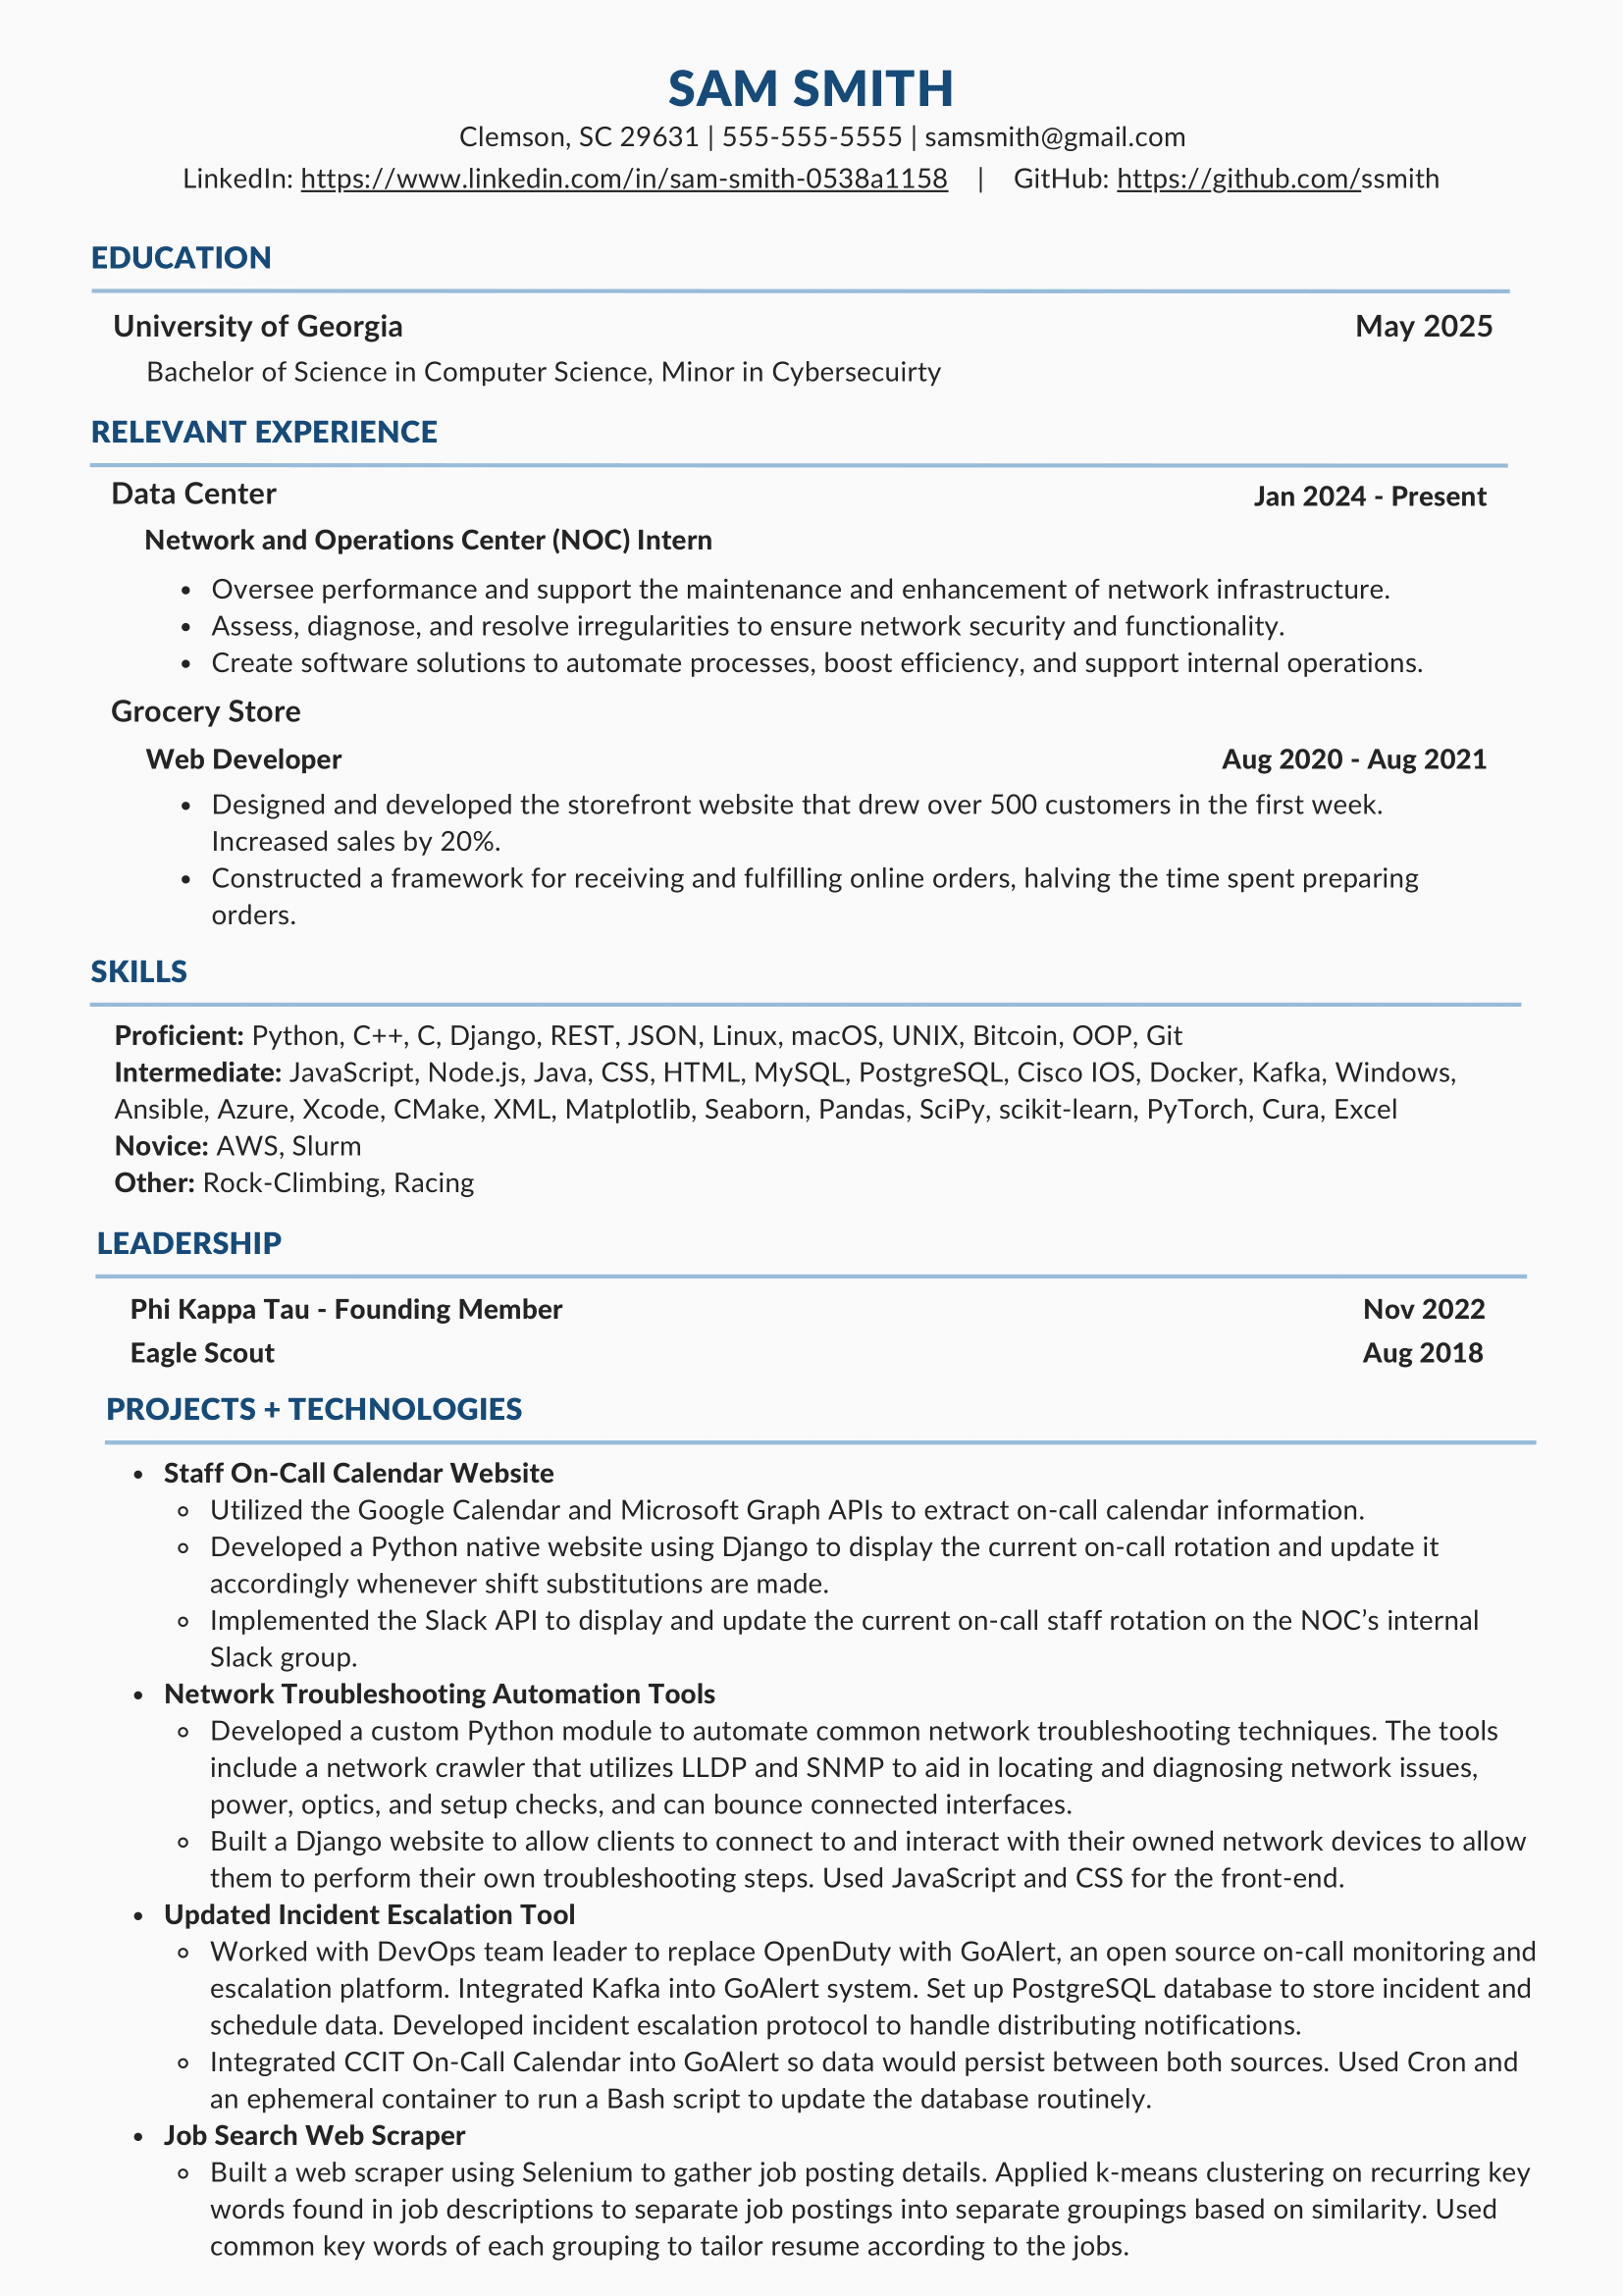 SAM SMITH
Clemson, SC 29631 | 555-555-5555 | samsmith@gmail.com
LinkedIn: https://www.linkedin.com/in/sam-smith-0538a1158 | GitHub: https://github.com/ssmith
EDUCATION
University of Georgia May 2025
Bachelor of Science in Computer Science, Minor in Cybersecuirty
RELEVANT EXPERIENCE
Data Center Jan 2024 - Present
Network and Operations Center (NOC) Intern
• Oversee performance and support the maintenance and enhancement of network infrastructure.
• Assess, diagnose, and resolve irregularities to ensure network security and functionality.
• Create software solutions to automate processes, boost efficiency, and support internal operations.
Grocery Store
Web Developer Aug 2020 - Aug 2021
• Designed and developed the storefront website that drew over 500 customers in the first week.
Increased sales by 20%.
• Constructed a framework for receiving and fulfilling online orders, halving the time spent preparing
orders.
SKILLS
Proficient: Python, C++, C, Django, REST, JSON, Linux, macOS, UNIX, Bitcoin, OOP, Git
Intermediate: JavaScript, Node.js, Java, CSS, HTML, MySQL, PostgreSQL, Cisco IOS, Docker, Kafka, Windows,
Ansible, Azure, Xcode, CMake, XML, Matplotlib, Seaborn, Pandas, SciPy, scikit-learn, PyTorch, Cura, Excel
Novice: AWS, Slurm
Other: Rock-Climbing, Racing
LEADERSHIP
Phi Kappa Tau - Founding Member Nov 2022
Eagle Scout Aug 2018
PROJECTS + TECHNOLOGIES
• Staff On-Call Calendar Website
◦ Utilized the Google Calendar and Microsoft Graph APIs to extract on-call calendar information.
◦ Developed a Python native website using Django to display the current on-call rotation and update it
accordingly whenever shift substitutions are made.
◦ Implemented the Slack API to display and update the current on-call staff rotation on the NOC’s internal
Slack group.
• Network Troubleshooting Automation Tools
◦ Developed a custom Python module to automate common network troubleshooting techniques. The tools
include a network crawler that utilizes LLDP and SNMP to aid in locating and diagnosing network issues,
power, optics, and setup checks, and can bounce connected interfaces.
◦ Built a Django website to allow clients to connect to and interact with their owned network devices to allow
them to perform their own troubleshooting steps. Used JavaScript and CSS for the front-end.
• Updated Incident Escalation Tool
◦ Worked with DevOps team leader to replace OpenDuty with GoAlert, an open source on-call monitoring and
escalation platform. Integrated Kafka into GoAlert system. Set up PostgreSQL database to store incident and
schedule data. Developed incident escalation protocol to handle distributing notifications.
◦ Integrated CCIT On-Call Calendar into GoAlert so data would persist between both sources. Used Cron and
an ephemeral container to run a Bash script to update the database routinely.
• Job Search Web Scraper
◦ Built a web scraper using Selenium to gather job posting details. Applied k-means clustering on recurring key
words found in job descriptions to separate job postings into separate groupings based on similarity. Used
common key words of each grouping to tailor resume according to the jobs.